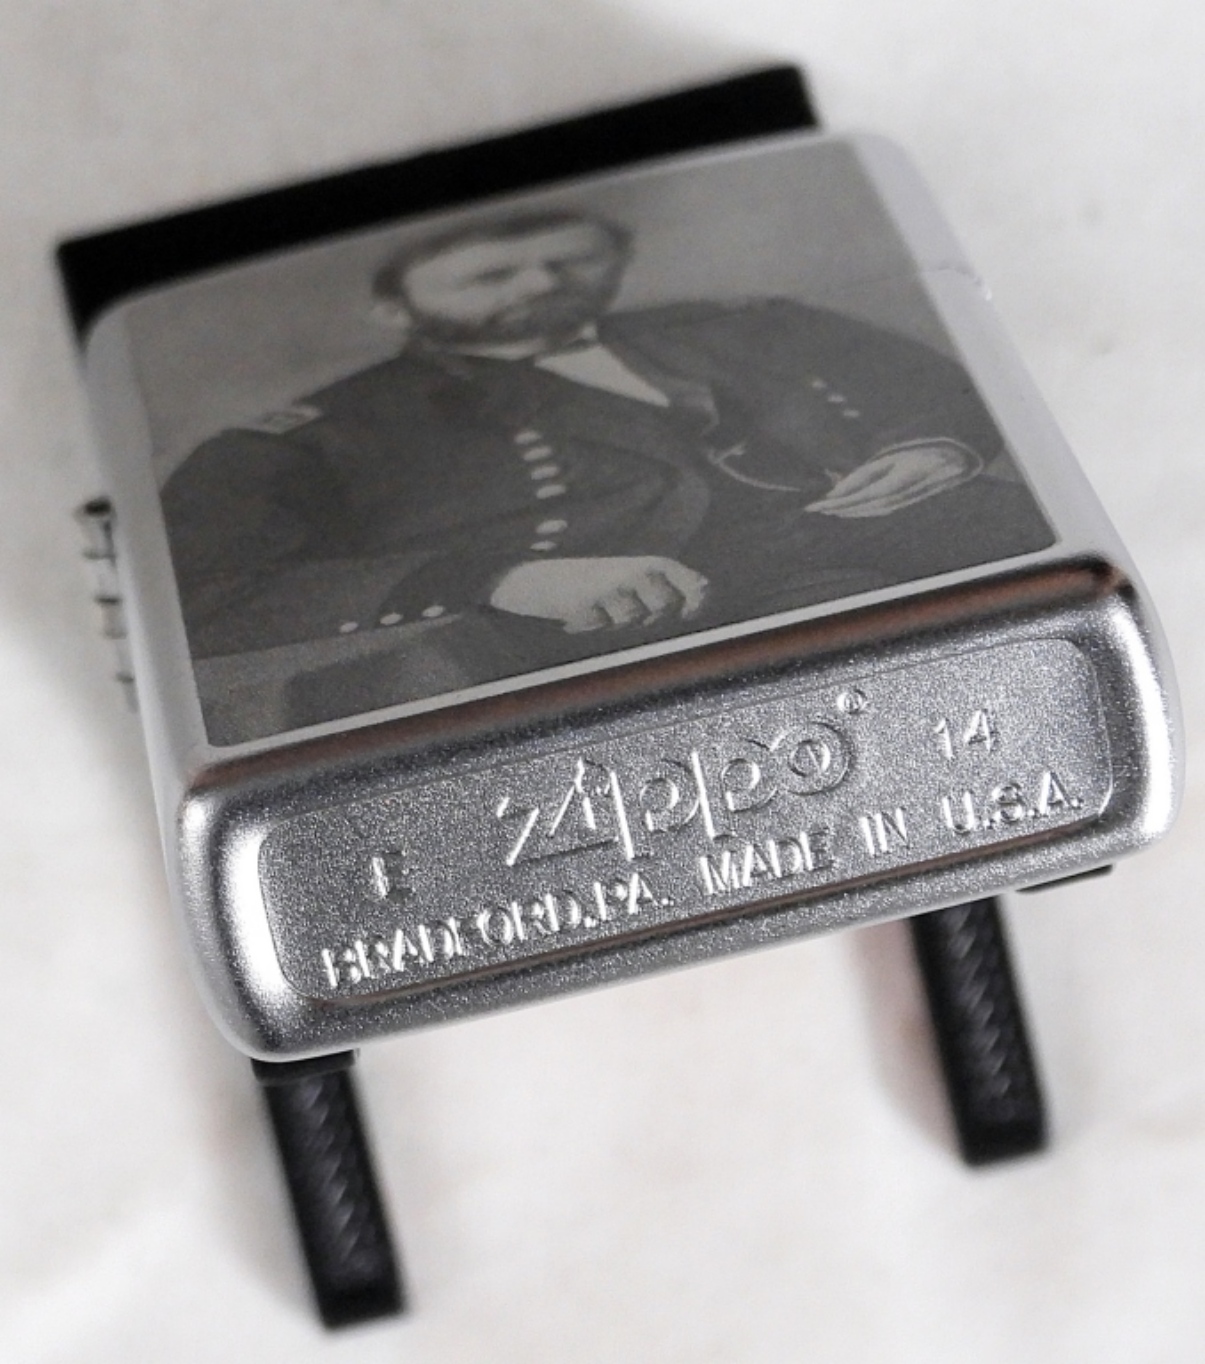 E zippo® 14
BRADFORD,PA. MADE IN U.S.A.